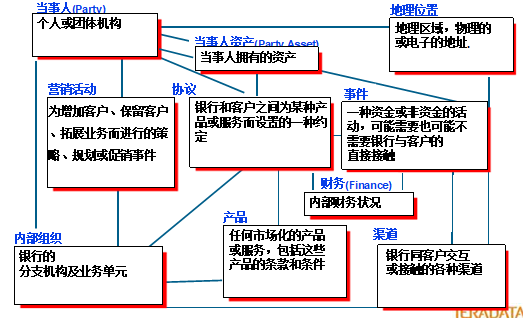 当事人(Party)
个人或团体机构
地理位置
地理区域，物理的
或电子的地址.
当事人资产(Party Asset)
当事人拥有的资产
营销活动
为增加客户、保留客户
、拓展业务而进行的策
略、规划或促销事件
协议
银行和客户之间为某种产
品或服务而设置的一种约
定
事件
一种资金或非资金的活
动，可能需要也可能不
需要银行与客户的
直接接触
财务(Finance)
内部财务状况
内部组织
银行的
分支机构及业务单元
产品
任何市场化的产品
或服务，包括这些
产品的条款和条件
渠道
银行同客户交互
或接触的各种渠道
TERADATA